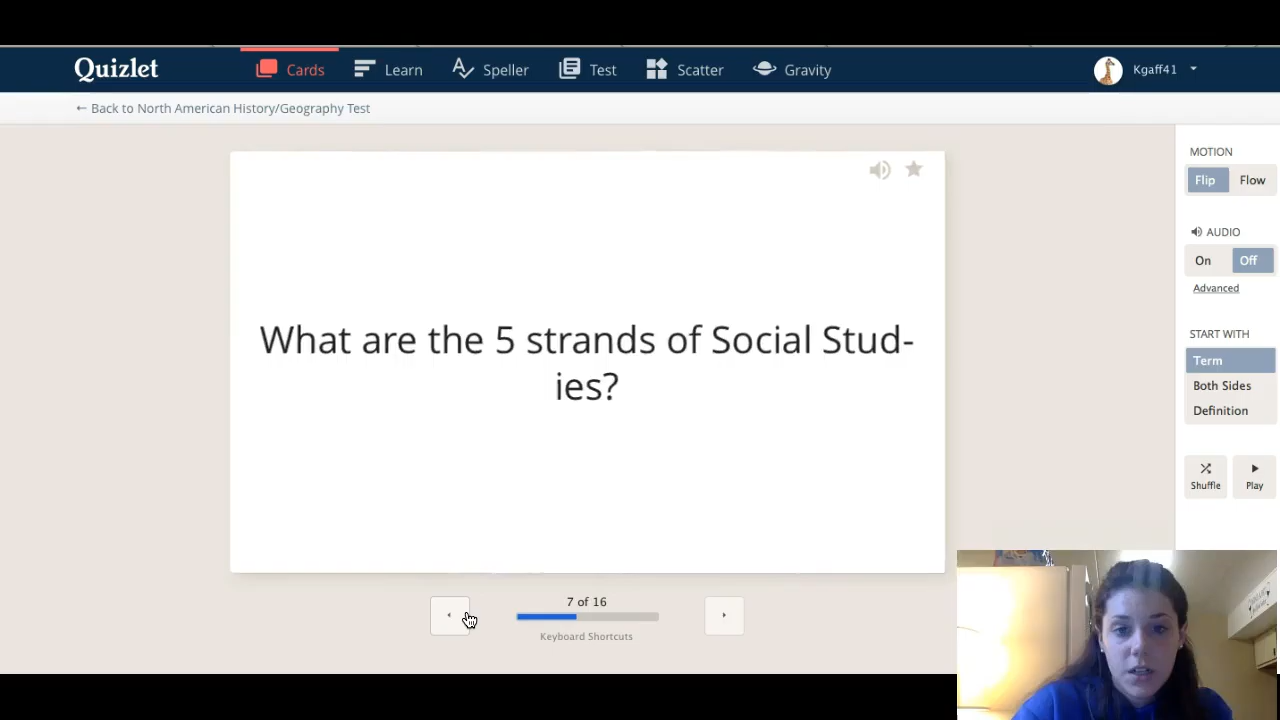 Quizlet
Cards
Learn
Speller
Test
Scatter
Gravity
Kgaff41
← Back to North American History/Geography Test
MOTION
Flip
Flow
AUDIO
On
Off
Advanced
START WITH
Term
Both Sides
Definition
Shuffle
Play
What are the 5 strands of Social Stud-
ies?
7 of 16
Keyboard Shortcuts